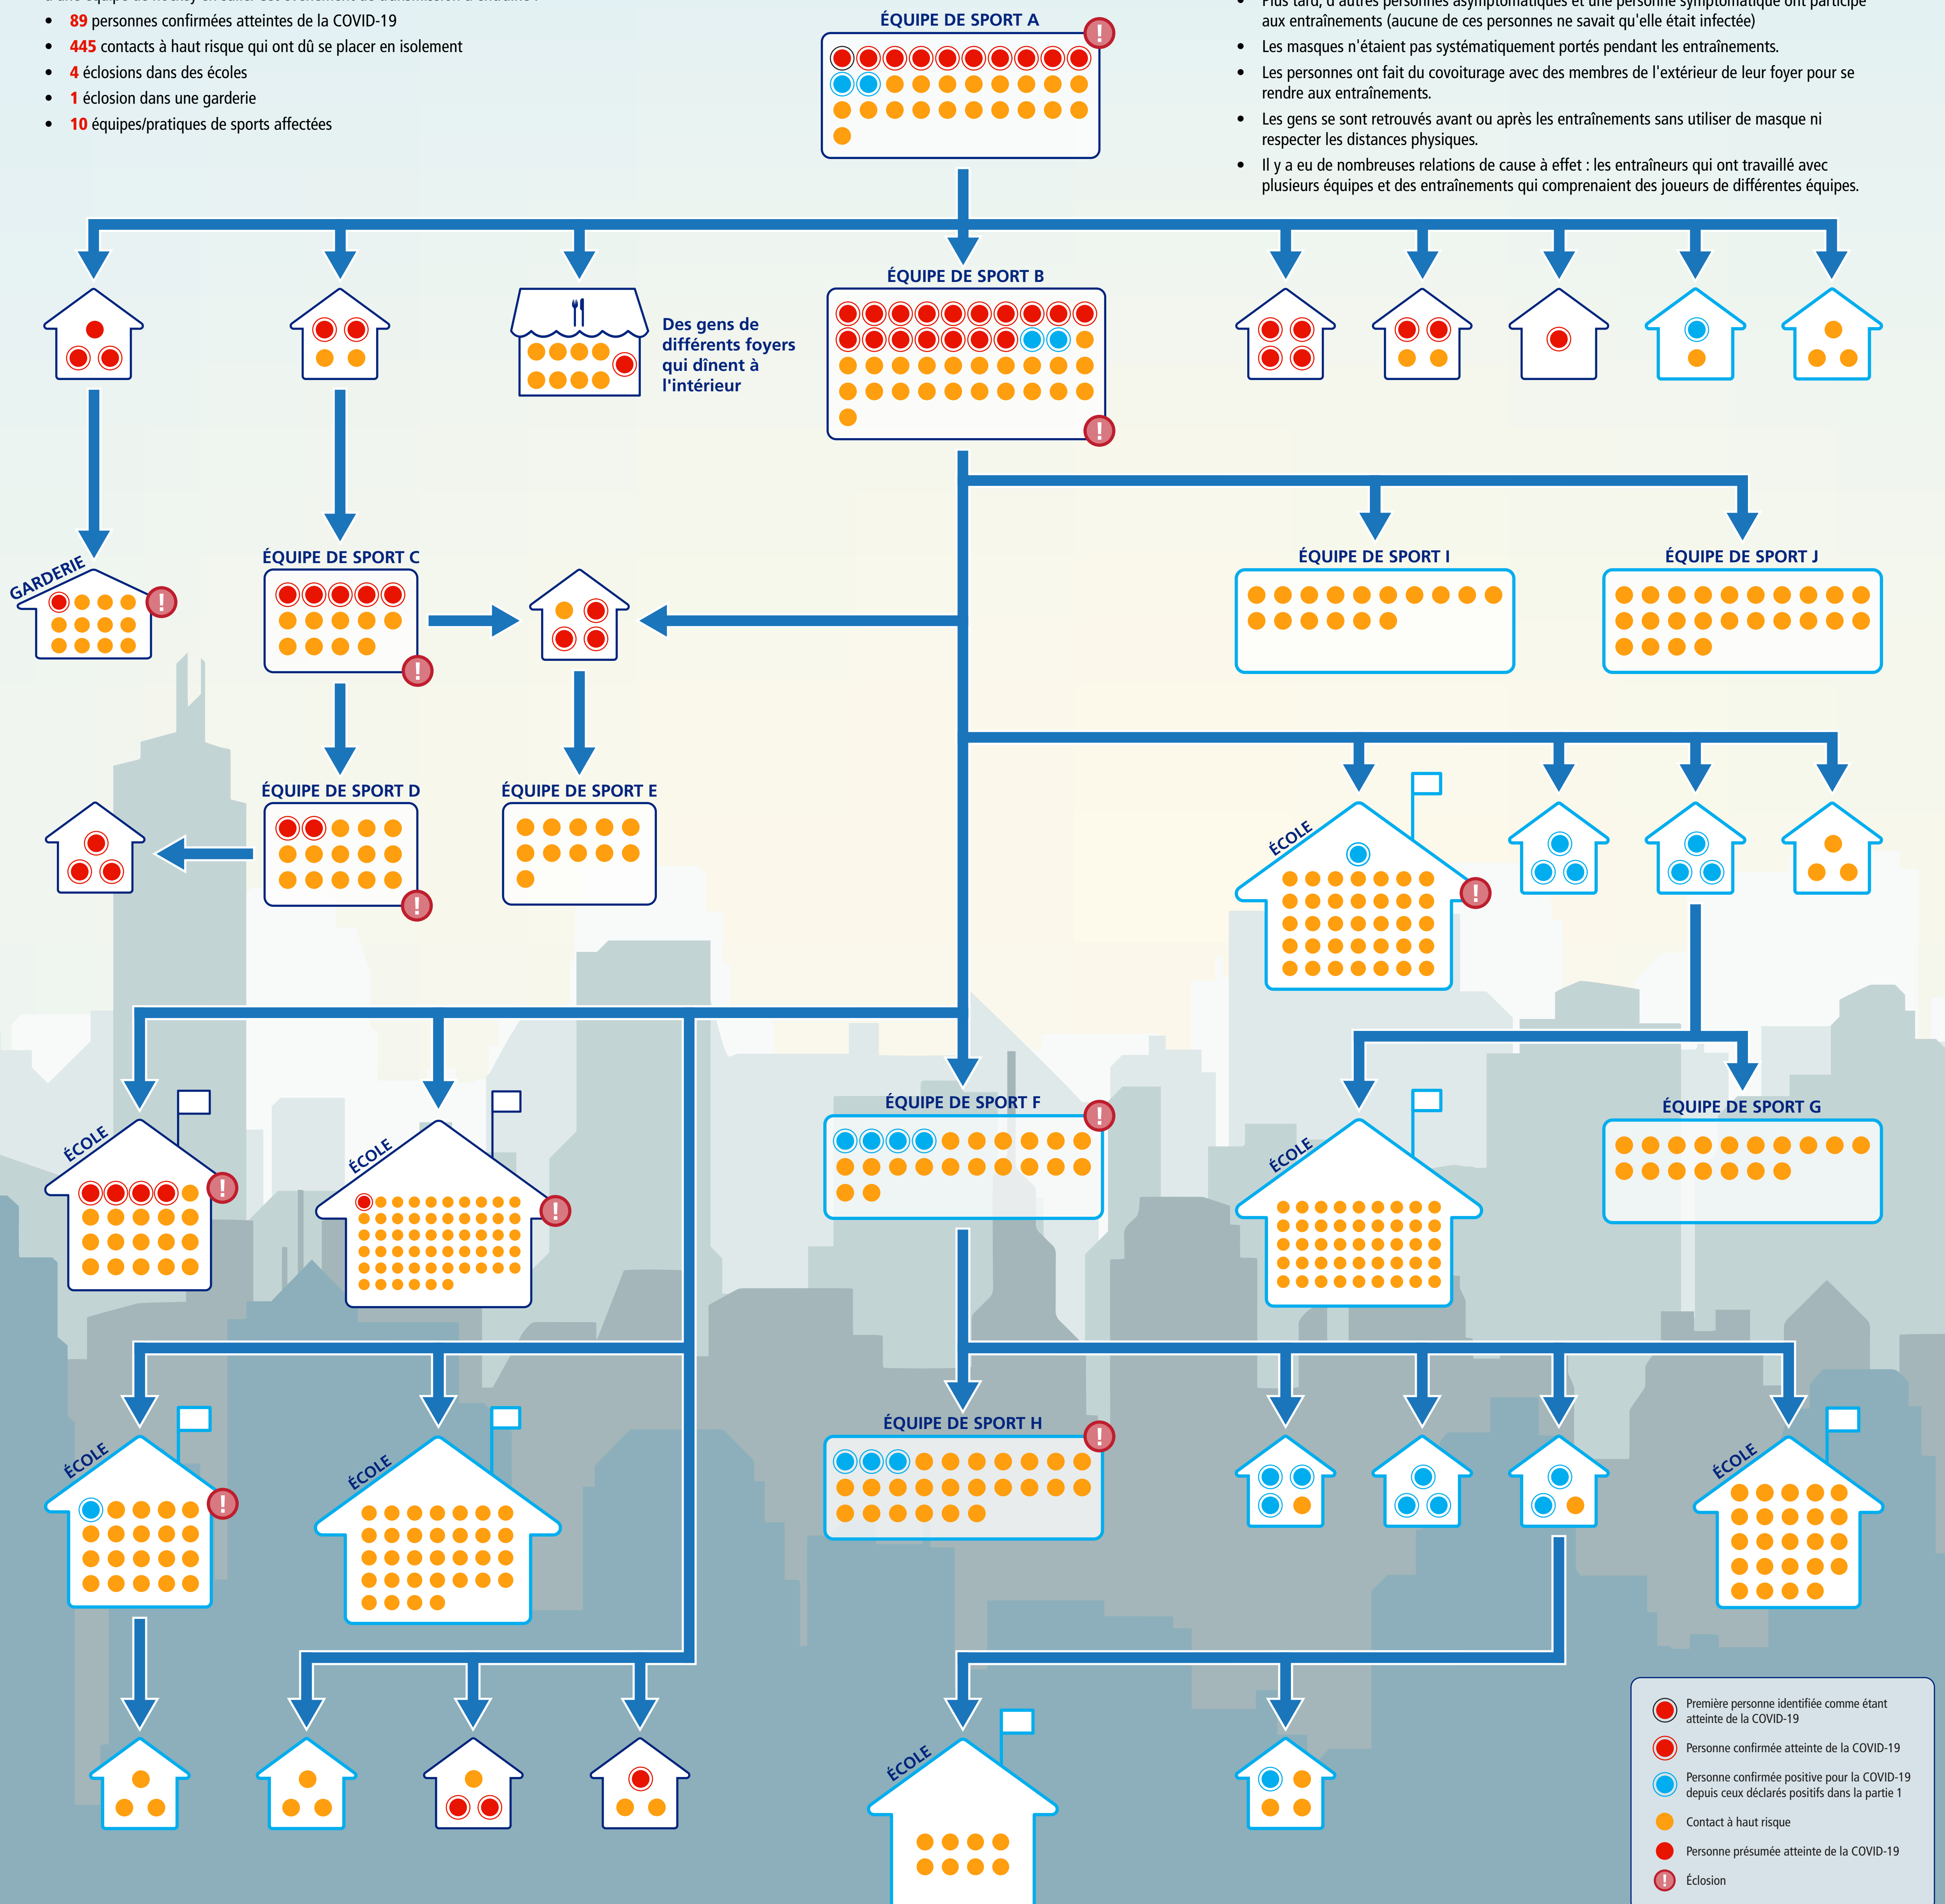 89 personnes confirmées atteintes de la COVID-19
445 contacts à haut risque qui ont dû se placer en isolement
4 éclosions dans des écoles
1 éclosion dans une garderie
10 équipes/pratiques de sports affectées
ÉQUIPE DE SPORT A
!
Plus tard, d'autres personnes asymptomatiques et une personne symptomatique ont participé
aux entraînements (aucune de ces personnes ne savait qu'elle était infectée)
Les masques n'étaient pas systématiquement portés pendant les entraînements.
Les personnes ont fait du covoiturage avec des membres de l'extérieur de leur foyer pour se
rendre aux entraînements.
Les gens se sont retrouvés avant ou après les entraînements sans utiliser de masque ni
respecter les distances physiques.
Il y a eu de nombreuses relations de cause à effet : les entraîneurs qui ont travaillé avec
plusieurs équipes et des entraînements qui comprenaient des joueurs de différentes équipes.
Des gens de
différents foyers
qui dînent à
l'intérieur
ÉQUIPE DE SPORT B
!
GARDERIE
!
ÉQUIPE DE SPORT C
!
ÉQUIPE DE SPORT I
ÉQUIPE DE SPORT J
ÉQUIPE DE SPORT D
!
ÉQUIPE DE SPORT E
ÉCOLE
!
ÉCOLE
!
ÉCOLE
!
ÉQUIPE DE SPORT F
!
ÉCOLE
ÉQUIPE DE SPORT G
ÉCOLE
!
ÉCOLE
ÉQUIPE DE SPORT H
!
ÉCOLE
ÉCOLE
Première personne identifiée comme étant
atteinte de la COVID-19
Personne confirmée atteinte de la COVID-19
Personne confirmée positive pour la COVID-19
depuis ceux déclarés positifs dans la partie 1
Contact à haut risque
Personne présumée atteinte de la COVID-19
!
Éclosion